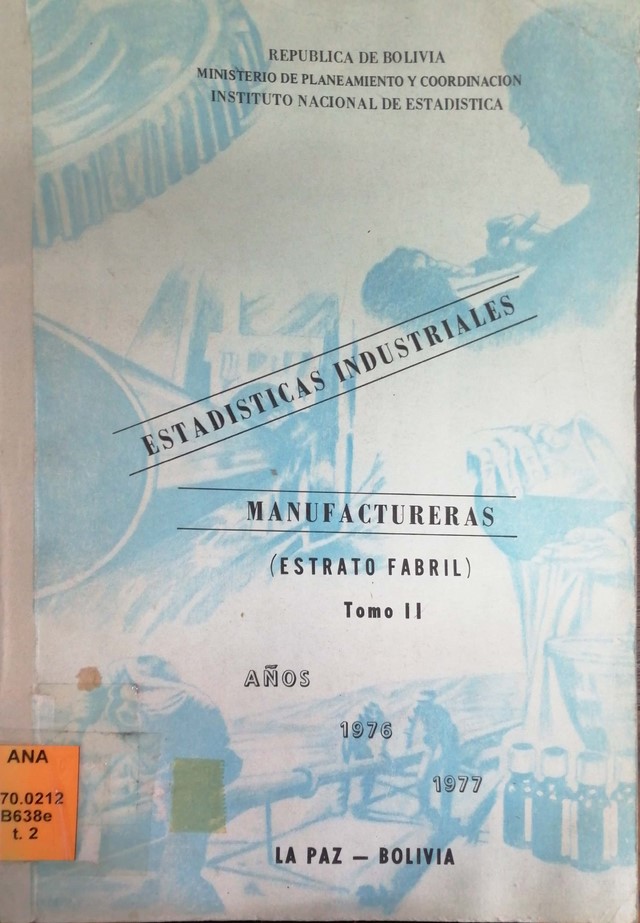 REPUBLICA DE BOLIVIA
MINISTERIO DE PLANEAMIENTO Y COORDINACION
INSTITUTO NACIONAL DE ESTADISTICA
ESTADISTICAS INDUSTRIALES
MANUFACTURERAS
(ESTRATO FABRIL)
Tomo II
AÑOS
1976
1977
LA PAZ — BOLIVIA
ANA
70.0212
B638e
t. 2